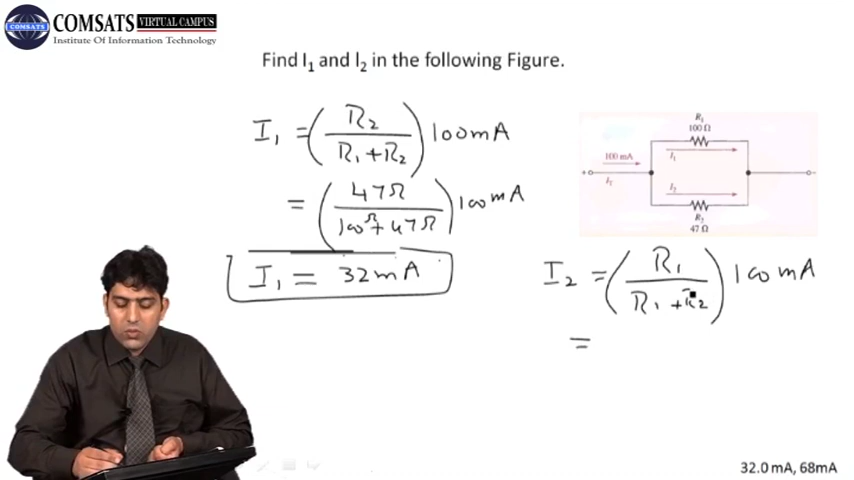 COMSATS VIRTUAL CAMPUS
Institute Of Information Technology
Find I₁ and I₂ in the following Figure.
I₁ = (R₂ / (R₁ + R₂)) 100mA
= (47Ω / (100Ω + 47Ω)) 100mA
I₁ = 32mA
R₁
100 Ω
100 mA
I₁
I_T
I₂
R₂
47 Ω
I₂ = (R₁ / (R₁ + R₂)) 100mA
=
32.0 mA, 68mA